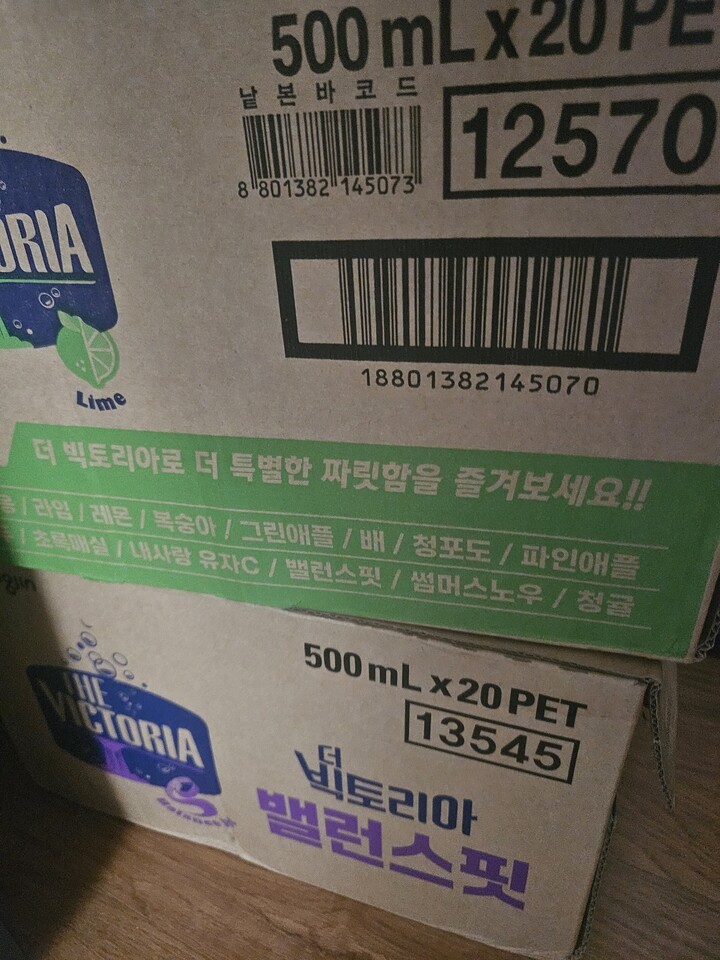 500 mL x 20 PE
낱본바코드
8 801382 145073
12570
ORIA
Lime
18801382145070
더 빅토리아로 더 특별한 짜릿함을 즐겨보세요!!
/ 라임 / 레몬 / 복숭아 / 그린애플 / 배 / 청포도 / 파인애플
/ 초록매실 / 내사랑 유자C / 밸런스핏 / 썸머스노우 / 청귤
500 mL x 20 PET
13545
THE
VICTORIA
더
빅토리아
밸런스핏